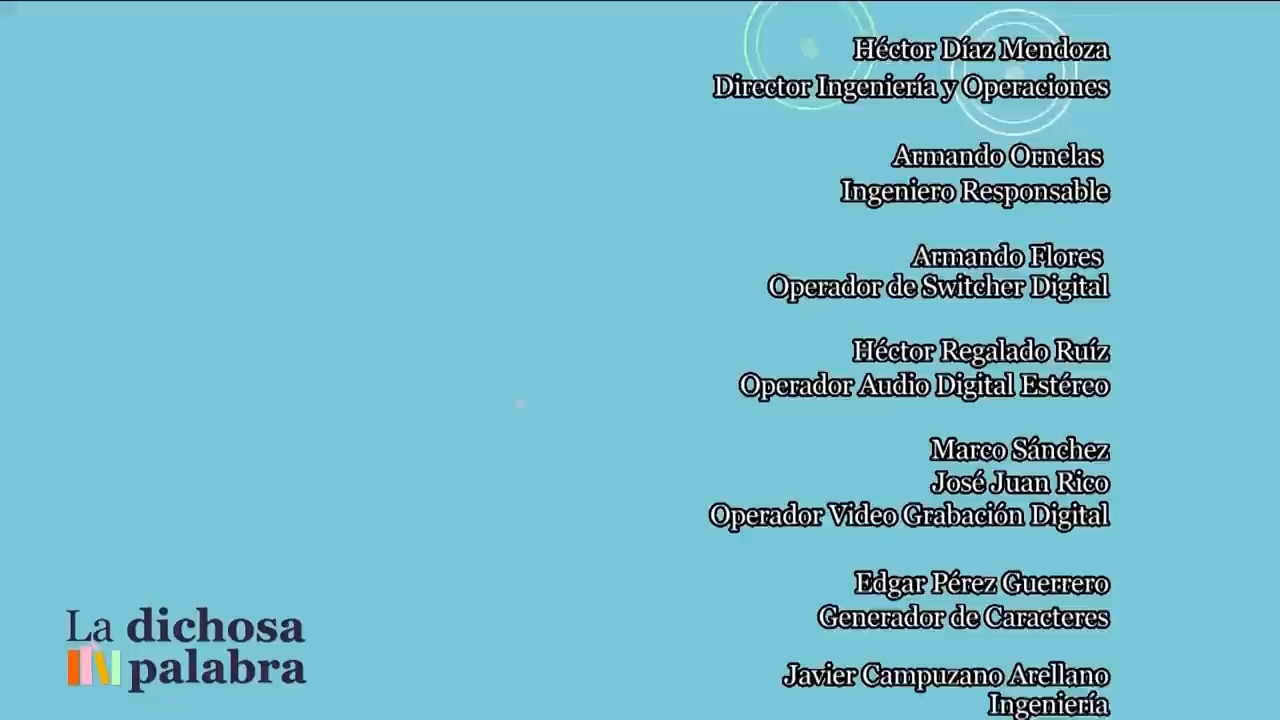 Héctor Díaz Mendoza
Director Ingeniería y Operaciones
Armando Ornelas
Ingeniero Responsable
Armando Flores
Operador de Switcher Digital
Héctor Regalado Ruíz
Operador Audio Digital Estéreo
Marco Sánchez
José Juan Rico
Operador Video Grabación Digital
Edgar Pérez Guerrero
Generador de Caracteres
Javier Campuzano Arellano
Ingeniería
La dichosa
palabra